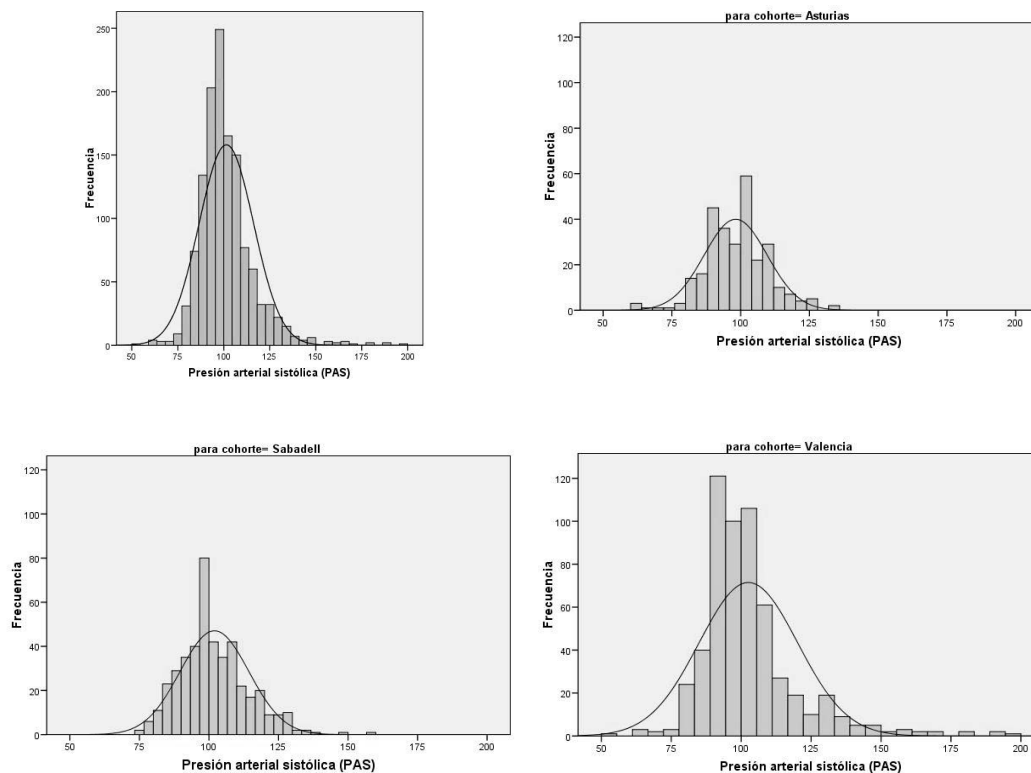 250
200
150
100
50
0
Frecuencia
50 75 100 125 150 175 200
Presión arterial sistólica (PAS)
para cohorte= Asturias
120
100
80
60
40
20
0
Frecuencia
50 75 100 125 150 175 200
Presión arterial sistólica (PAS)
para cohorte= Sabadell
120
100
80
60
40
20
0
Frecuencia
50 75 100 125 150 175 200
Presión arterial sistólica (PAS)
para cohorte= Valencia
120
100
80
60
40
20
0
Frecuencia
50 75 100 125 150 175 200
Presión arterial sistólica (PAS)